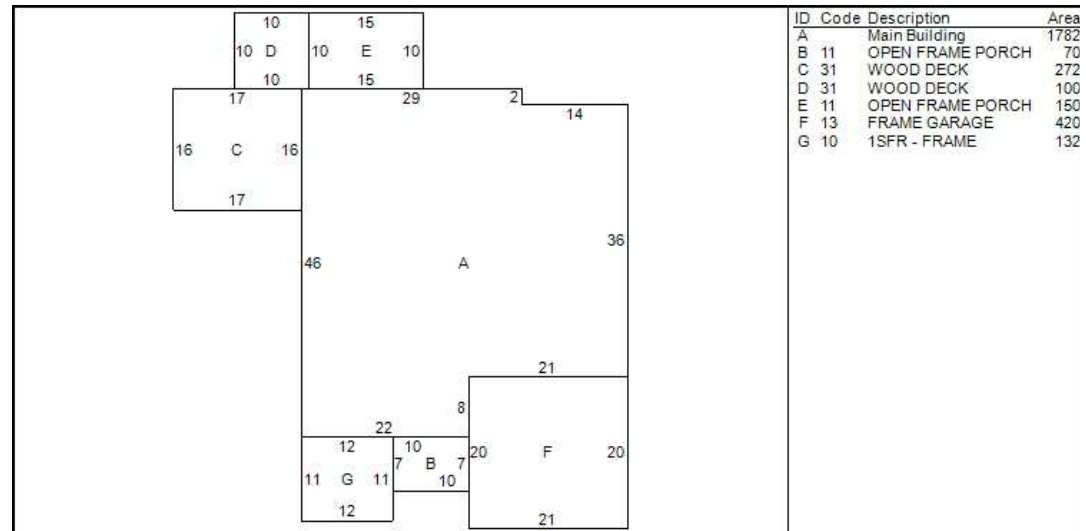 ID Code Description Area
A Main Building 1782
B 11 OPEN FRAME PORCH 70
C 31 WOOD DECK 272
D 31 WOOD DECK 100
E 11 OPEN FRAME PORCH 150
F 13 FRAME GARAGE 420
G 10 1SFR - FRAME 132
10 15
10 D 10 E 10
10 15
17 29 2
14
16 C 16
17
36
46 A
21
8
22
12 10
20 F 20
7 B 7
11 G 11 10
12
21